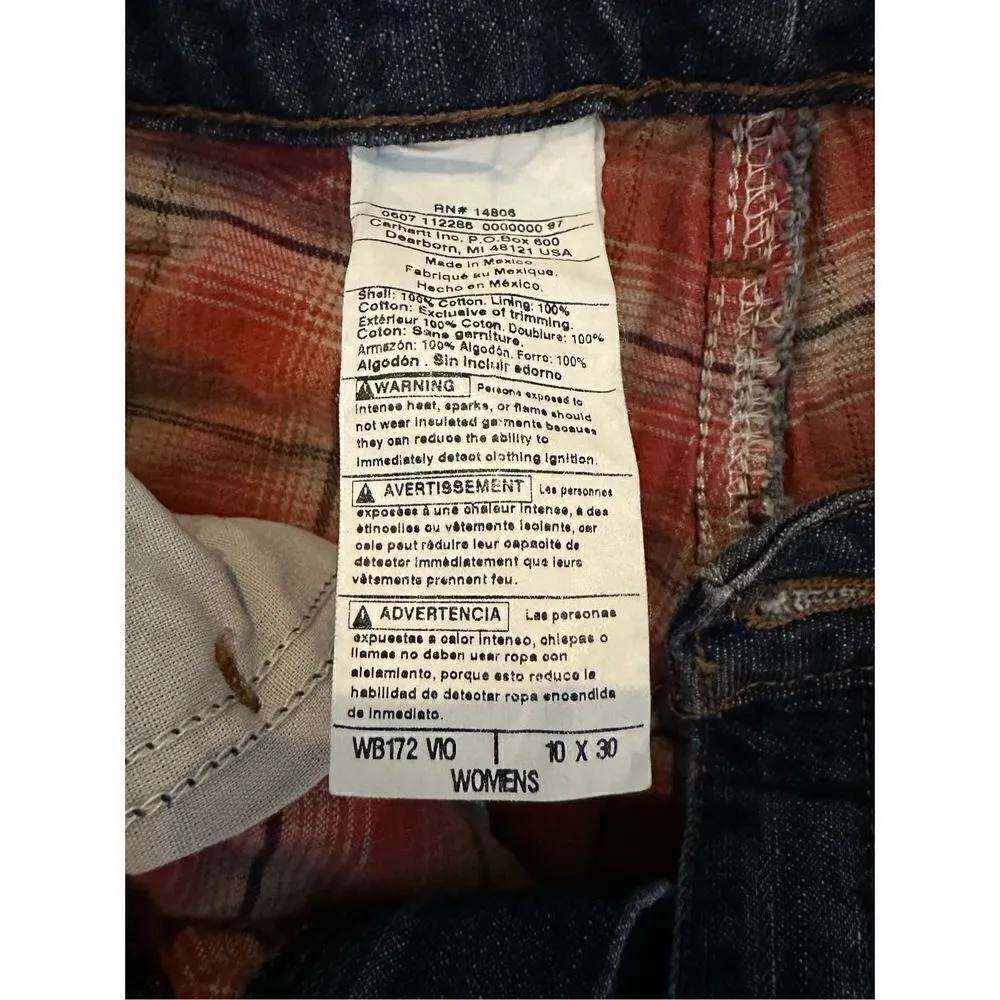 RN# 14806
0607 112286 0000000 97
Carhartt Inc, P.O.Box 600
Dearborn, MI 48121 USA
Made in Mexico.
Fabriqué au Mexique.
Hecho en México.
Shell: 100% Cotton. Lining: 100%
Cotton: Exclusive of trimming.
Extérieur 100% Coton. Doublure: 100%
Coton: Sans garniture.
Armazón: 100% Algodón. Forro: 100%
Algodón . Sin incluir adorno
WARNING Persons exposed to
intense heat, sparks, or flame should
not wear insulated garments because
they can reduce the ability to
immediately detect clothing ignition.
AVERTISSEMENT Les personnes
exposées à une chaleur intense, à des
étincelles ou vêtements isolants, car
cela peut réduire leur capacité de
détecter immédiatement que leurs
vêtements prennent feu.
ADVERTENCIA Las personas
expuestas a calor intenso, chispas o
llamas no deben usar ropa con
aislamiento, porque esto reduce la
habilidad de detectar ropa encendida
de inmediato.
WB172 VIO | 10 X 30
WOMENS